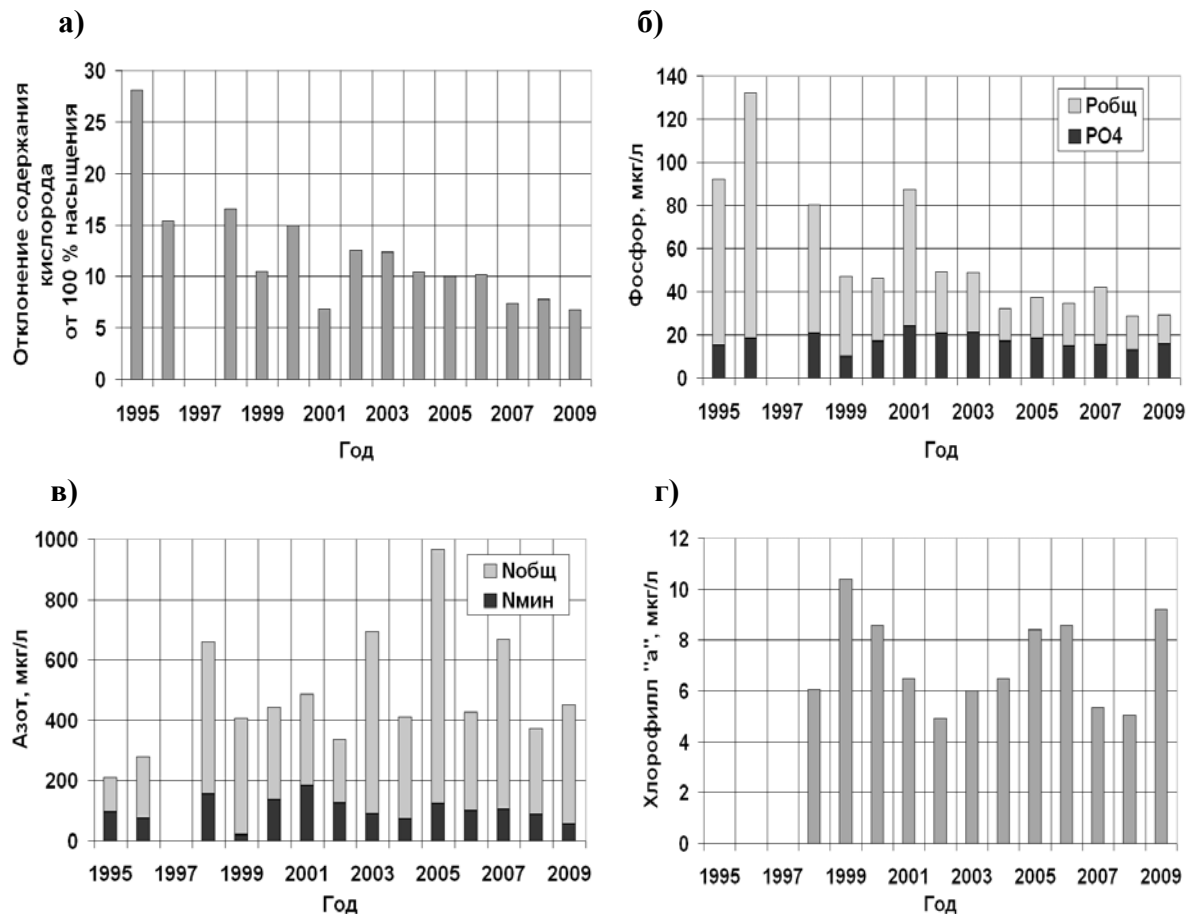 а)
Отклонение содержания
кислорода
от 100 % насыщения
30
25
20
15
10
5
0
1995 1997 1999 2001 2003 2005 2007 2009
Год
б)
Фосфор, мкг/л
140
120
100
80
60
40
20
0
Pобщ
PO4
1995 1997 1999 2001 2003 2005 2007 2009
Год
в)
Азот, мкг/л
1000
800
600
400
200
0
Nобщ
Nмин
1995 1997 1999 2001 2003 2005 2007 2009
Год
г)
Хлорофилл "а", мкг/л
12
10
8
6
4
2
0
1995 1997 1999 2001 2003 2005 2007 2009
Год